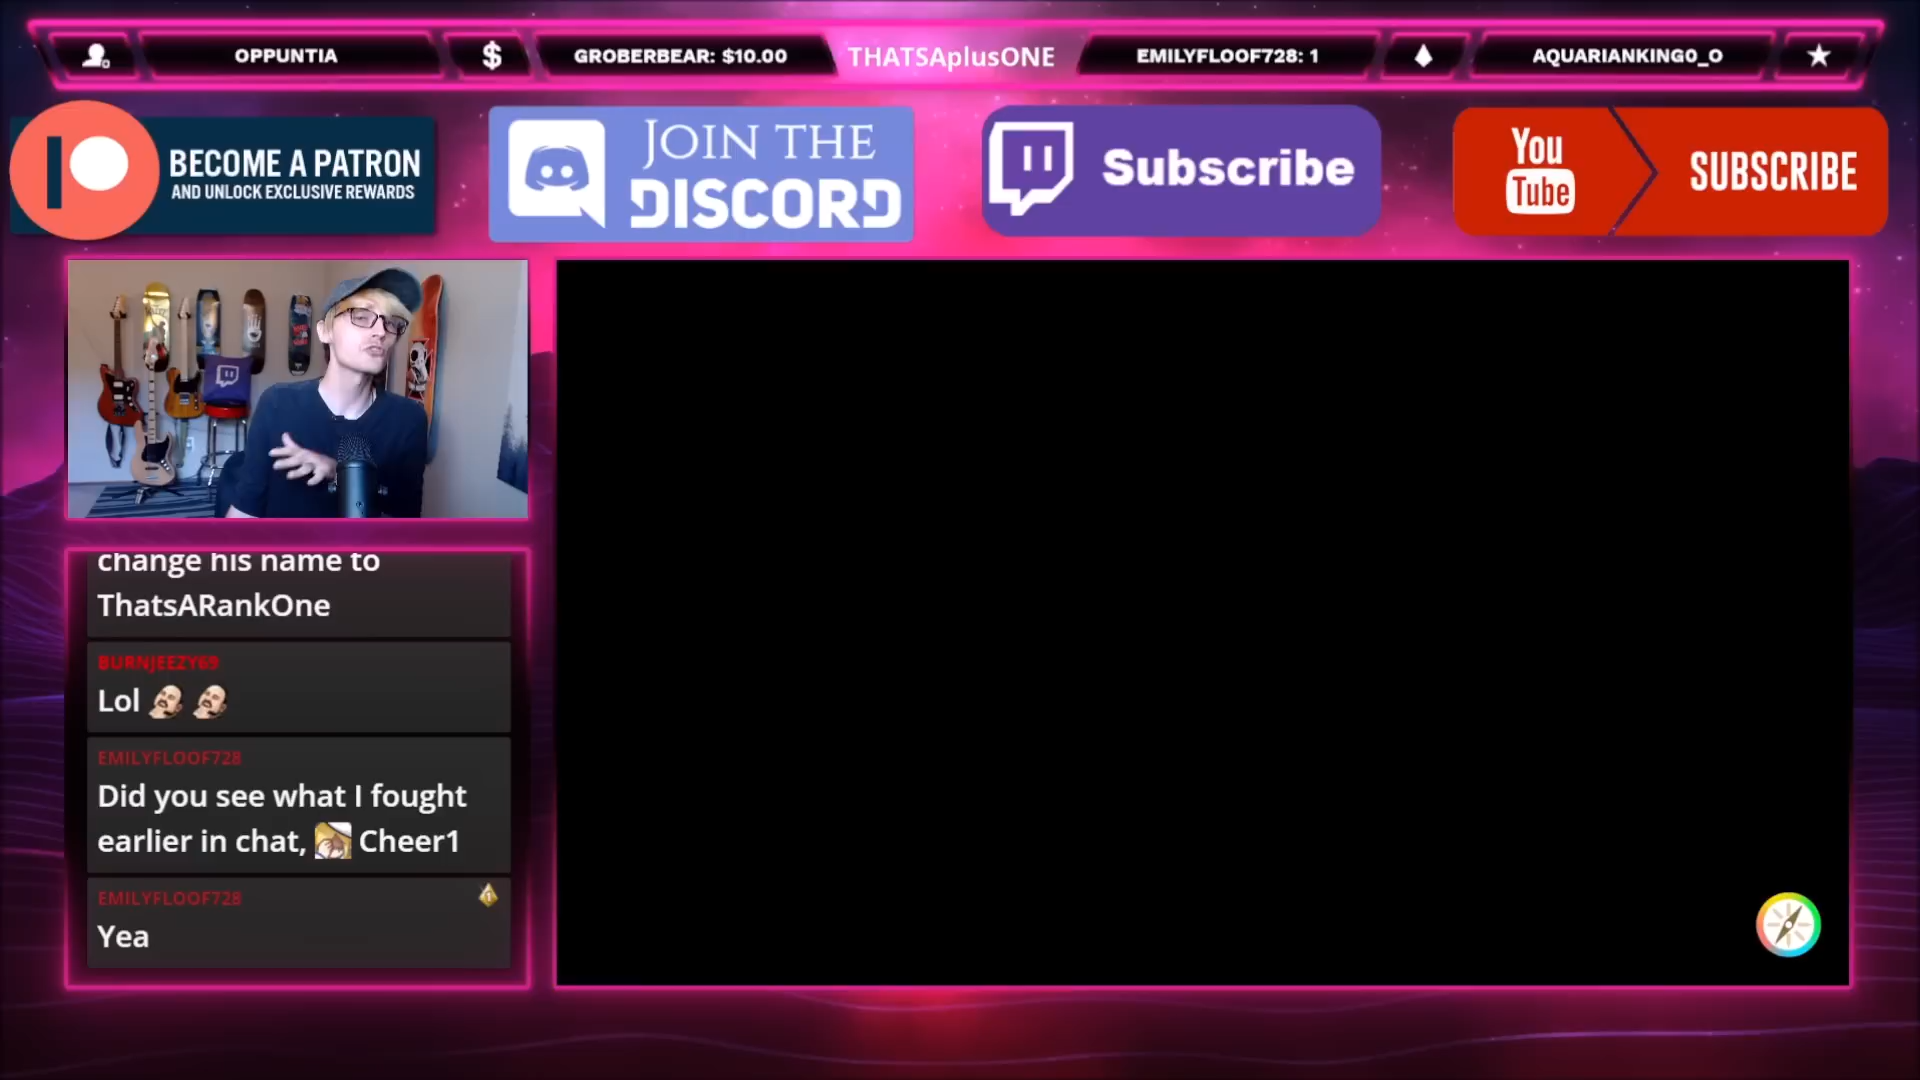 OPPUNTIA
$
GROBERBEAR: $10.00
THATSAplusONE
EMILYFLOOF728: 1
AQUARIANKING0_O
BECOME A PATRON
AND UNLOCK EXCLUSIVE REWARDS
JOIN THE
DISCORD
Subscribe
You
Tube
SUBSCRIBE
change his name to
ThatsARankOne
BURNJEEZY69
Lol
EMILYFLOOF728
Did you see what I fought
earlier in chat, Cheer1
EMILYFLOOF728
1
Yea